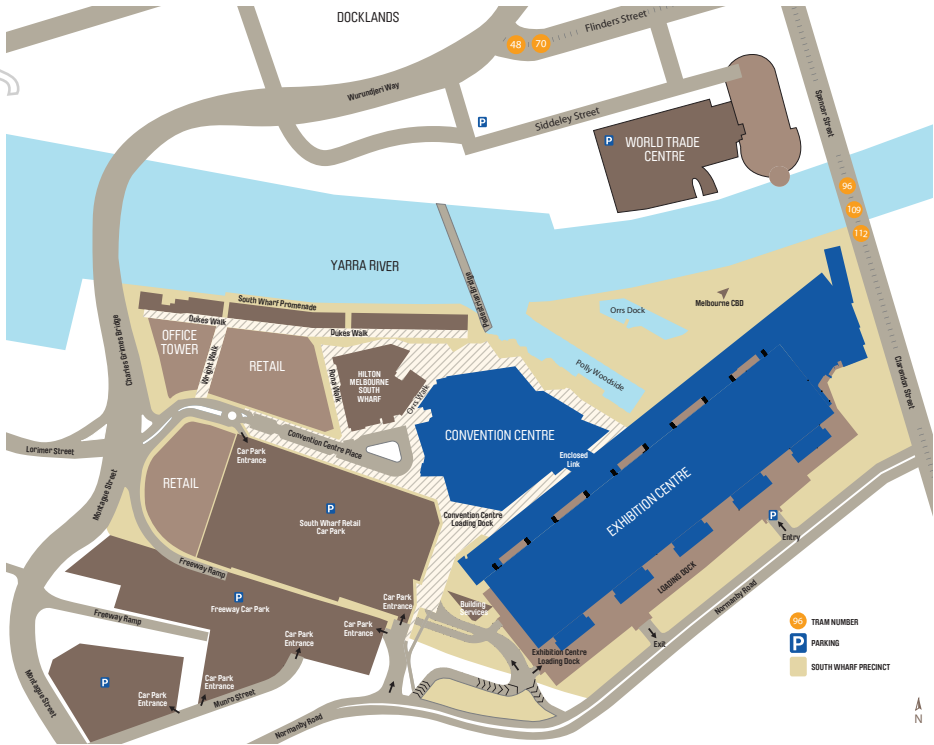 DOCKLANDS
Flinders Street
48
70
Wurundjeri Way
Spencer Street
P
Siddeley Street
P
WORLD TRADE
CENTRE
96
109
112
YARRA RIVER
Pedestrian Bridge
South Wharf Promenade
Dukes Walk
Dukes Walk
Orrs Dock
Melbourne CBD
Charles Grimes Bridge
OFFICE
TOWER
Wright Walk
RETAIL
Rona Walk
HILTON
MELBOURNE
SOUTH
WHARF
Orrs Walk
Polly Woodside
Clarendon Street
CONVENTION CENTRE
Convention Centre Place
Enclosed
Link
Lorimer Street
Car Park
Entrance
RETAIL
Montague Street
P
South Wharf Retail
Car Park
Convention Centre
Loading Dock
EXHIBITION CENTRE
P
Entry
Freeway Ramp
LOADING DOCK
Normanby Road
P
Freeway Car Park
Car Park
Entrance
Building
Services
Freeway Ramp
Car Park
Entrance
Car Park
Entrance
Exit
Exhibition Centre
Loading Dock
Montague Street
P
Car Park
Entrance
Car Park
Entrance
Munro Street
Normanby Road
96 TRAM NUMBER
P PARKING
SOUTH WHARF PRECINCT
N